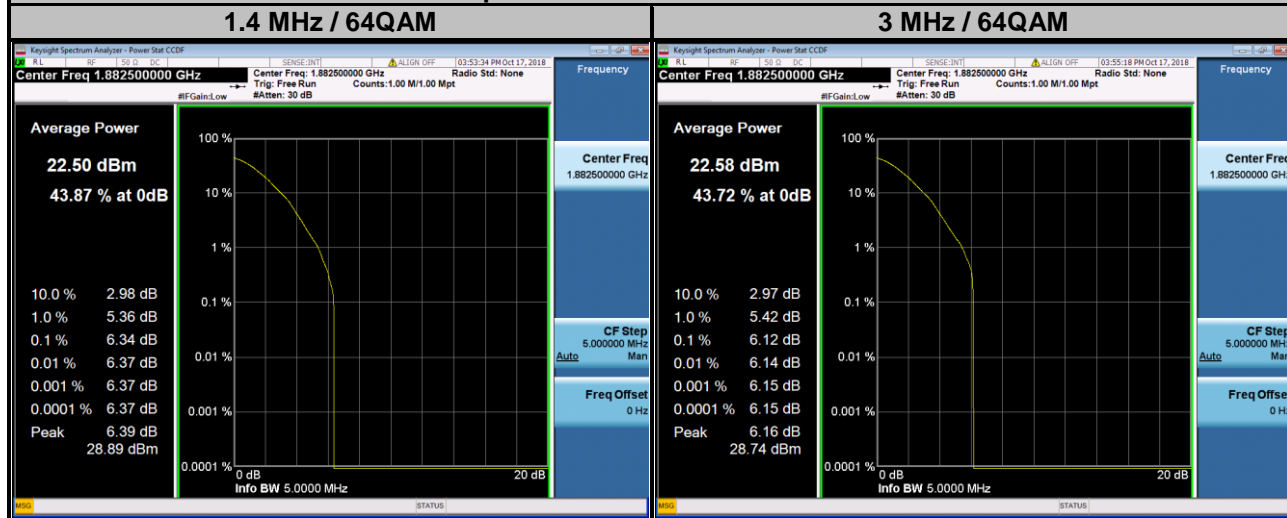 1.4 MHz / 64QAM
3 MHz / 64QAM
Keysight Spectrum Analyzer - Power Stat CCDF
RL RF 50 Ω DC SENSE:INT ALIGN OFF 03:53:34 PM Oct 17, 2018
Center Freq 1.882500000 GHz
Center Freq: 1.882500000 GHz Radio Std: None
Trig: Free Run Counts:1.00 M/1.00 Mpt
#IFGain:Low #Atten: 30 dB
Frequency
Average Power
22.50 dBm
43.87 % at 0dB
10.0 % 2.98 dB
1.0 % 5.36 dB
0.1 % 6.34 dB
0.01 % 6.37 dB
0.001 % 6.37 dB
0.0001 % 6.37 dB
Peak 6.39 dB
28.89 dBm
100 %
10 %
1 %
0.1 %
0.01 %
0.001 %
0.0001 %
0 dB 20 dB
Info BW 5.0000 MHz
Center Freq
1.882500000 GHz
CF Step
5.000000 MHz
Auto Man
Freq Offset
0 Hz
MSG STATUS
Keysight Spectrum Analyzer - Power Stat CCDF
RL RF 50 Ω DC SENSE:INT ALIGN OFF 03:55:18 PM Oct 17, 2018
Center Freq 1.882500000 GHz
Center Freq: 1.882500000 GHz Radio Std: None
Trig: Free Run Counts:1.00 M/1.00 Mpt
#IFGain:Low #Atten: 30 dB
Frequency
Average Power
22.58 dBm
43.72 % at 0dB
10.0 % 2.97 dB
1.0 % 5.42 dB
0.1 % 6.12 dB
0.01 % 6.14 dB
0.001 % 6.15 dB
0.0001 % 6.15 dB
Peak 6.16 dB
28.74 dBm
100 %
10 %
1 %
0.1 %
0.01 %
0.001 %
0.0001 %
0 dB 20 dB
Info BW 5.0000 MHz
Center Freq
1.882500000 GHz
CF Step
5.000000 MHz
Auto Man
Freq Offset
0 Hz
MSG STATUS